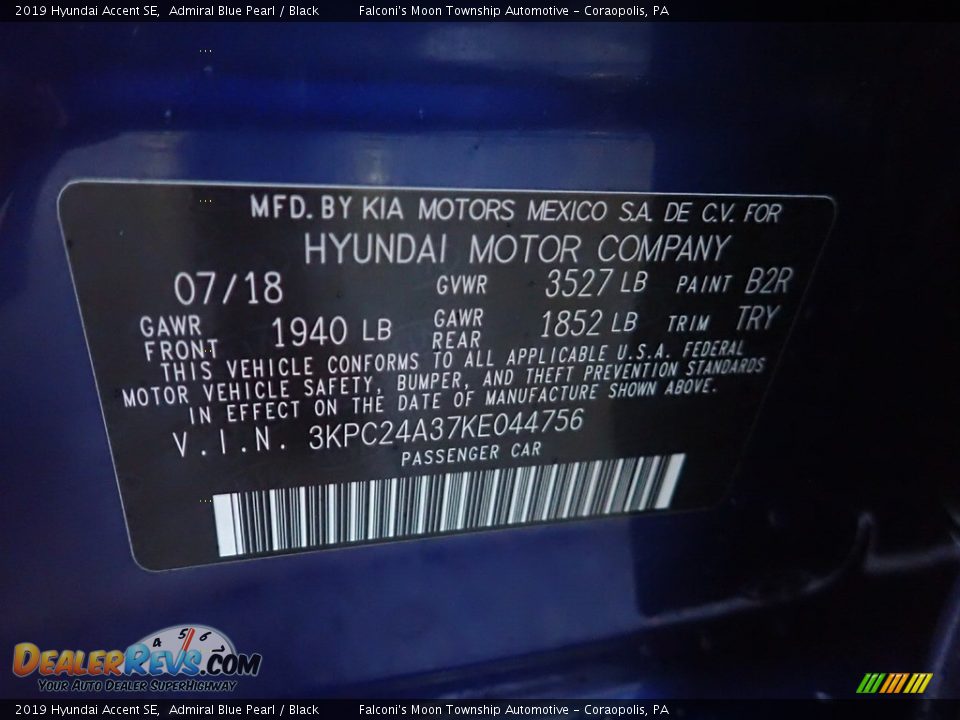 2019 Hyundai Accent SE,  Admiral Blue Pearl / Black          Falconi's Moon Township Automotive - Coraopolis, PA
MFD. BY KIA MOTORS MEXICO S.A. DE C.V. FOR
HYUNDAI MOTOR COMPANY
07/18 GVWR 3527 LB PAINT B2R
GAWR FRONT 1940 LB GAWR REAR 1852 LB TRIM TRY
THIS VEHICLE CONFORMS TO ALL APPLICABLE U.S.A. FEDERAL
MOTOR VEHICLE SAFETY, BUMPER, AND THEFT PREVENTION STANDARDS
IN EFFECT ON THE DATE OF MANUFACTURE SHOWN ABOVE.
V.I.N. 3KPC24A37KE044756
PASSENGER CAR
4 5 6 7
DEALERREVS.COM
YOUR AUTO DEALER SUPERHIGHWAY
2019 Hyundai Accent SE,  Admiral Blue Pearl / Black          Falconi's Moon Township Automotive - Coraopolis, PA